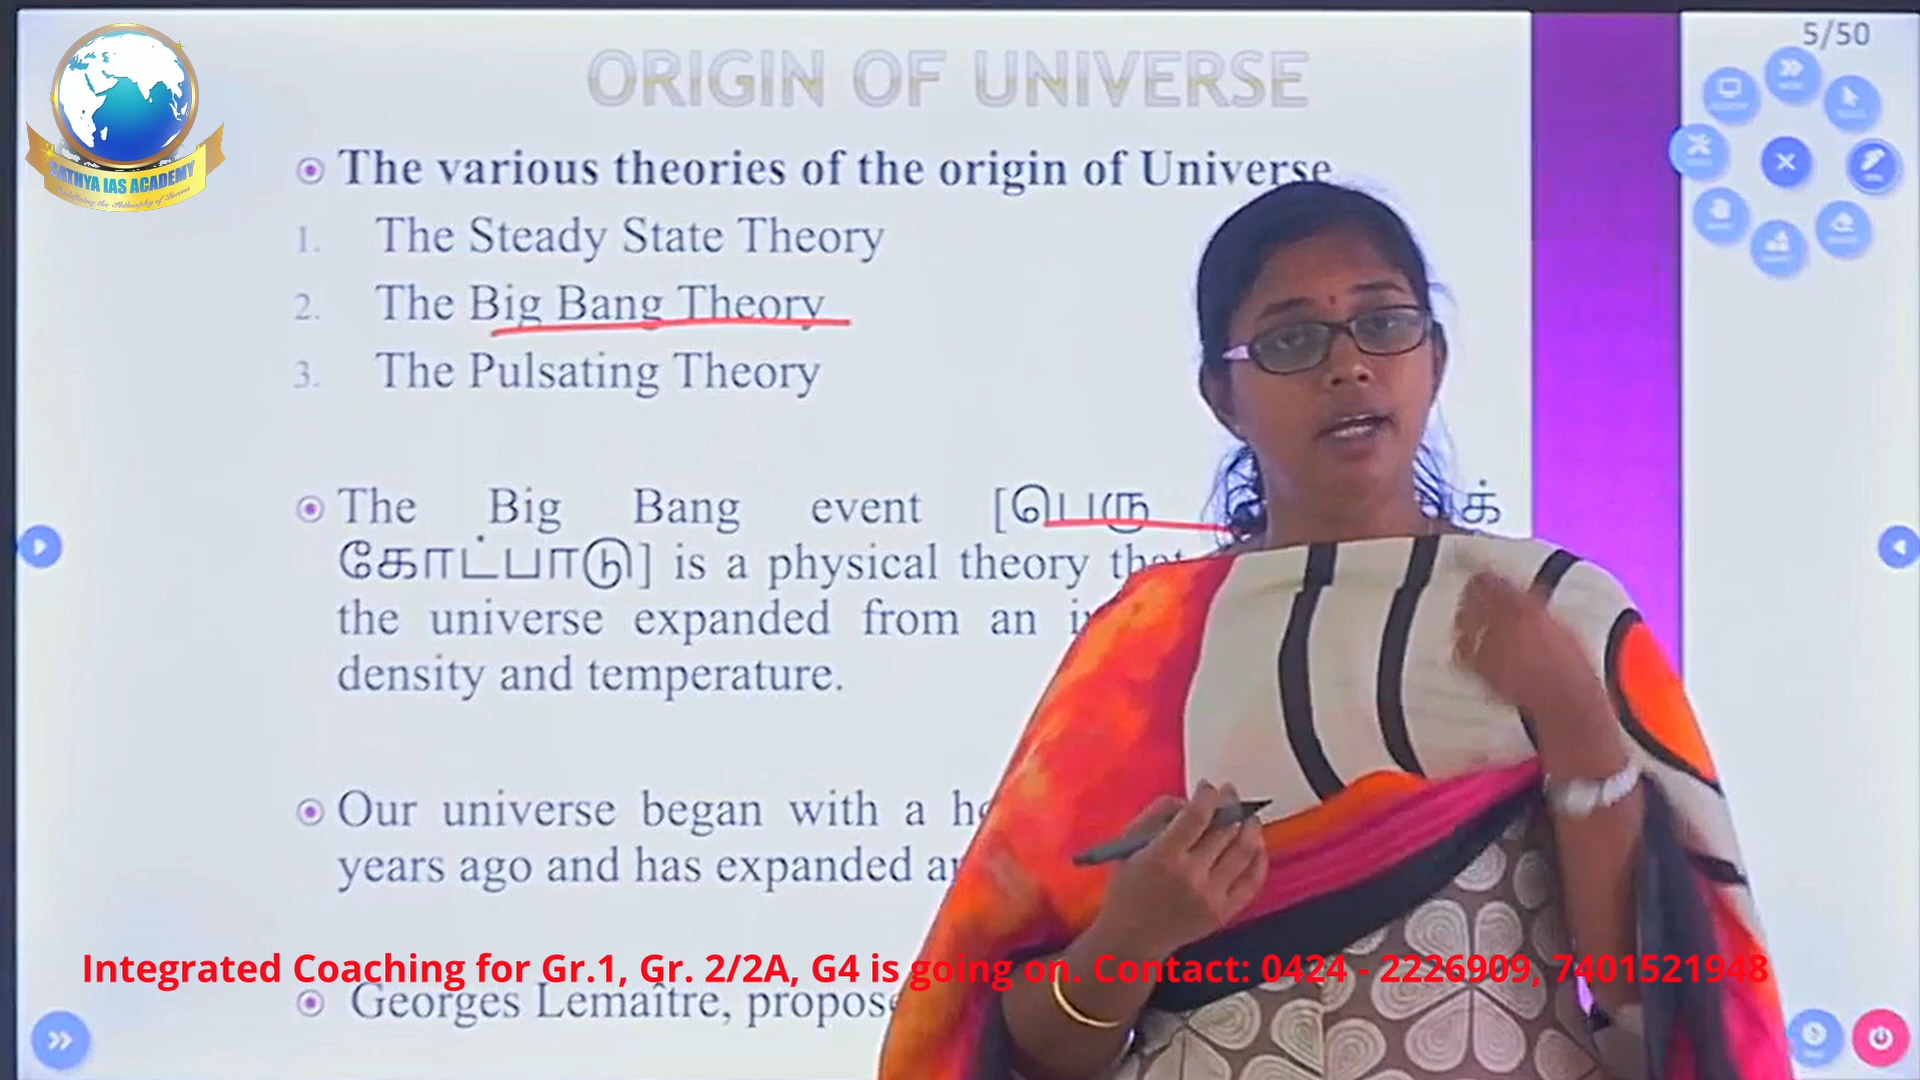 5/50
SATHYA IAS ACADEMY
ORIGIN OF UNIVERSE
The various theories of the origin of Universe
1. The Steady State Theory
2. The Big Bang Theory
3. The Pulsating Theory
The Big Bang event [பெரு க்
கோட்பாடு] is a physical theory
the universe expanded from an
density and temperature.
Our universe began with a
years ago and has expanded
Integrated Coaching for Gr.1, Gr. 2/2A, G4 is going on. Contact: 0424 - 2226909, 7401521948
Georges Lemaître,